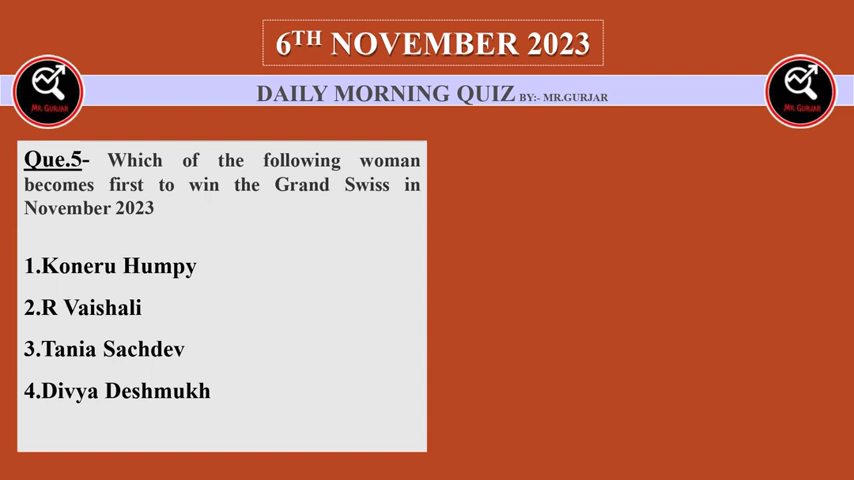 6TH NOVEMBER 2023
DAILY MORNING QUIZ BY:- MR.GURJAR
MR.GURJAR
MR.GURJAR
Que.5- Which of the following woman
becomes first to win the Grand Swiss in
November 2023
1.Koneru Humpy
2.R Vaishali
3.Tania Sachdev
4.Divya Deshmukh